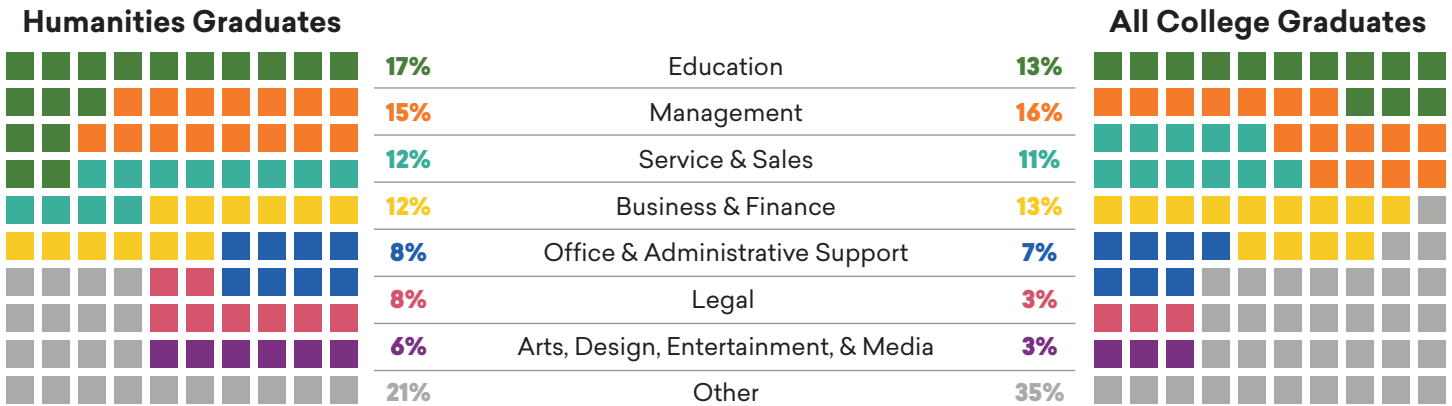 Humanities Graduates All College Graduates
17% Education 13%
15% Management 16%
12% Service & Sales 11%
12% Business & Finance 13%
8% Office & Administrative Support 7%
8% Legal 3%
6% Arts, Design, Entertainment, & Media 3%
21% Other 35%